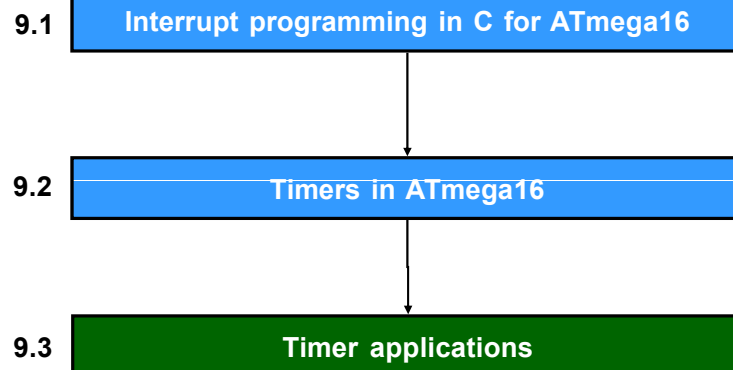 9.1 Interrupt programming in C for ATmega16
9.2 Timers in ATmega16
9.3 Timer applications